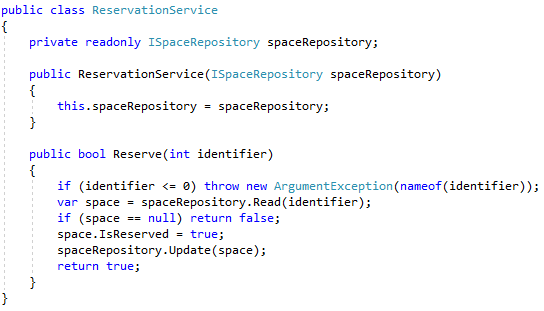 public class ReservationService
{
    private readonly ISpaceRepository spaceRepository;

    public ReservationService(ISpaceRepository spaceRepository)
    {
        this.spaceRepository = spaceRepository;
    }

    public bool Reserve(int identifier)
    {
        if (identifier <= 0) throw new ArgumentException(nameof(identifier));
        var space = spaceRepository.Read(identifier);
        if (space == null) return false;
        space.IsReserved = true;
        spaceRepository.Update(space);
        return true;
    }
}